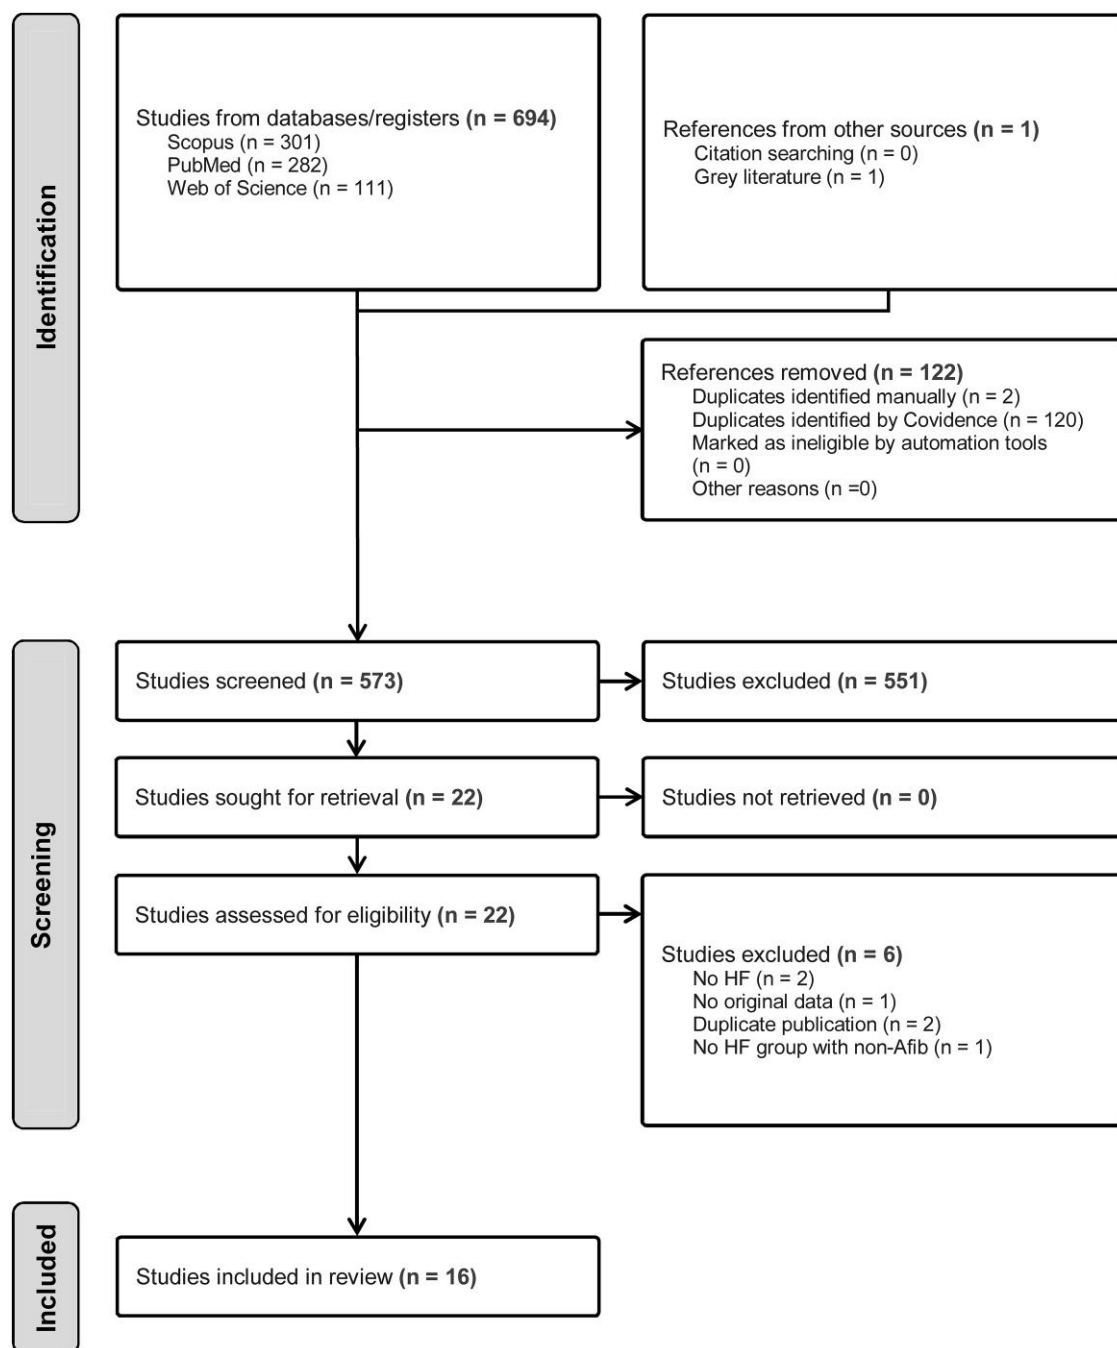 Identification
Studies from databases/registers (n = 694)
Scopus (n = 301)
PubMed (n = 282)
Web of Science (n = 111)
References from other sources (n = 1)
Citation searching (n = 0)
Grey literature (n = 1)
References removed (n = 122)
Duplicates identified manually (n = 2)
Duplicates identified by Covidence (n = 120)
Marked as ineligible by automation tools
(n = 0)
Other reasons (n =0)
Screening
Studies screened (n = 573)
Studies excluded (n = 551)
Studies sought for retrieval (n = 22)
Studies not retrieved (n = 0)
Studies assessed for eligibility (n = 22)
Studies excluded (n = 6)
No HF (n = 2)
No original data (n = 1)
Duplicate publication (n = 2)
No HF group with non-Afib (n = 1)
Included
Studies included in review (n = 16)